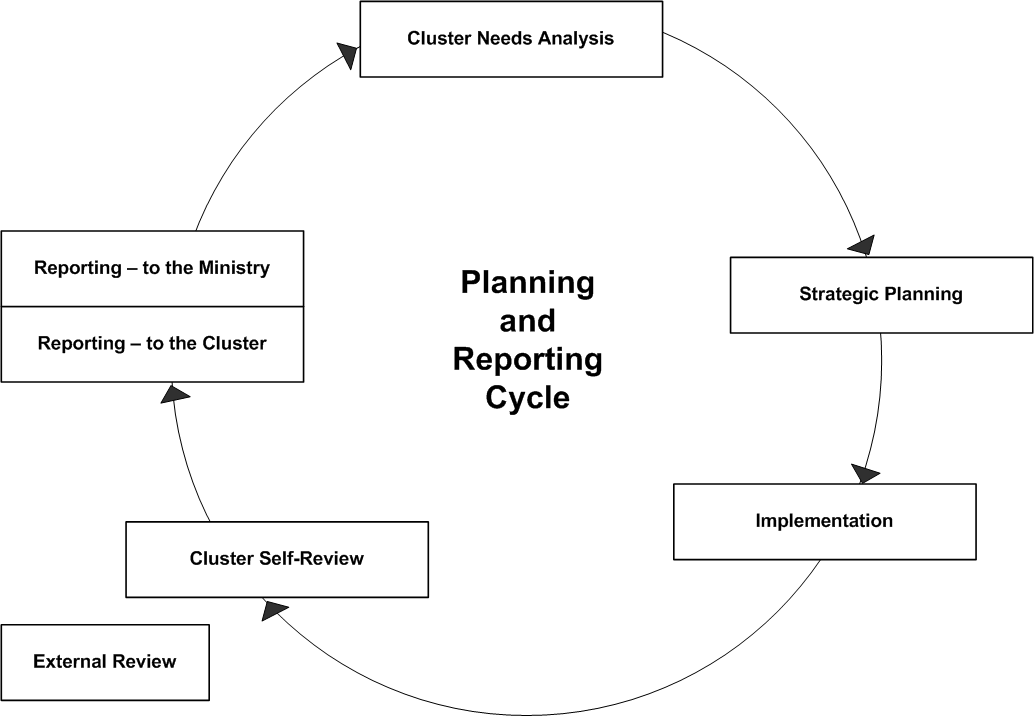 Cluster Needs Analysis
Strategic Planning
Implementation
Cluster Self-Review
External Review
Reporting – to the Ministry
Reporting – to the Cluster
Planning
and
Reporting
Cycle